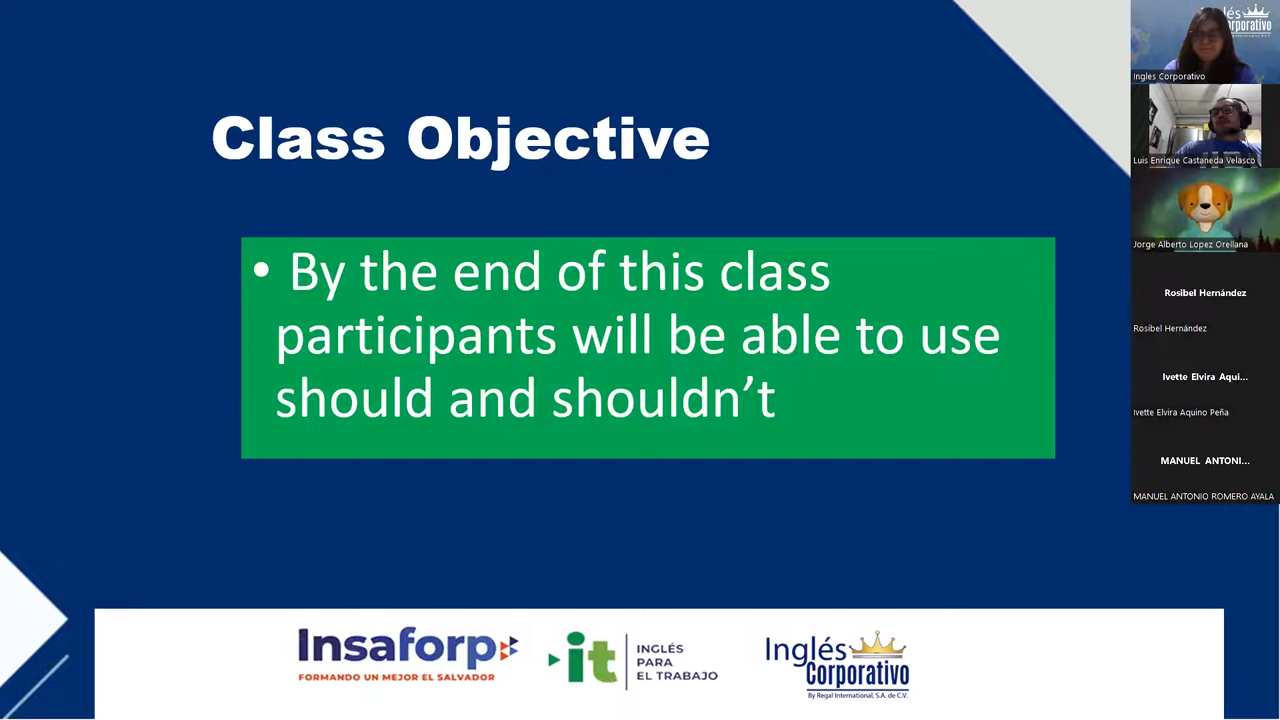 Class Objective
• By the end of this class
participants will be able to use
should and shouldn’t
Insaforp
FORMANDO UN MEJOR EL SALVADOR
it
INGLÉS
PARA
EL TRABAJO
Inglés
Corporativo
By Regal International, S.A. de C.V.
Ingles Corporativo
Luis Enrique Castaneda Velasco
Jorge Alberto Lopez Orellana
Rosibel Hernández
Rosibel Hernández
Ivette Elvira Aqui...
Ivette Elvira Aquino Peña
MANUEL ANTONI...
MANUEL ANTONIO ROMERO AYALA